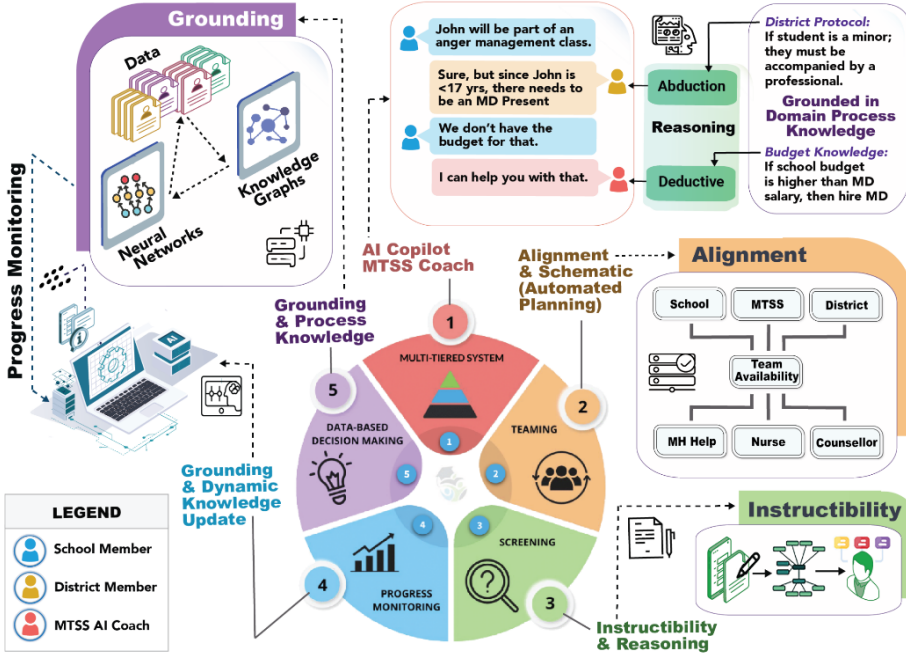 Grounding
Data
Neural
Networks
Knowledge
Graphs
Progress Monitoring
John will be part of an
anger management class.
Sure, but since John is
<17 yrs, there needs to
be an MD Present
We don't have the
budget for that.
I can help you with that.
Abduction
Reasoning
Deductive
District Protocol:
If student is a minor;
they must be
accompanied by a
professional.
Grounded in
Domain Process
Knowledge
Budget Knowledge:
If school budget
is higher than MD
salary, then hire MD
AI Copilot
MTSS Coach
Alignment
& Schematic
(Automated
Planning)
Grounding
& Process
Knowledge
Alignment
School
MTSS
District
Team
Availability
MH Help
Nurse
Counsellor
1
MULTI-TIERED SYSTEM
1
2
TEAMING
2
3
SCREENING
3
4
PROGRESS
MONITORING
4
5
DATA-BASED
DECISION MAKING
5
AI
Grounding
& Dynamic
Knowledge
Update
Instructibility
& Reasoning
Instructibility
LEGEND
School Member
District Member
MTSS AI Coach